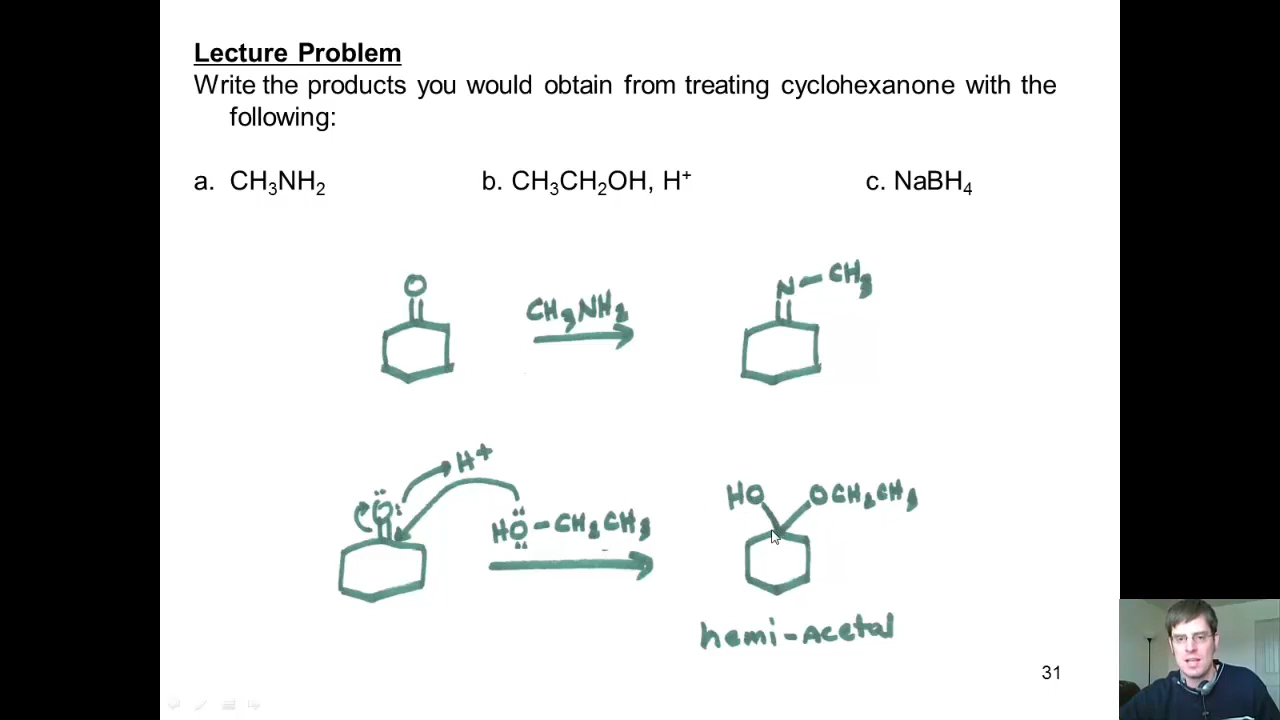 Lecture Problem
Write the products you would obtain from treating cyclohexanone with the
following:
a. CH₃NH₂ b. CH₃CH₂OH, H⁺ c. NaBH₄
O
CH₃NH₂
N-CH₃
H+
O
HO-CH₂CH₃
HO OCH₂CH₃
hemi-acetal
31